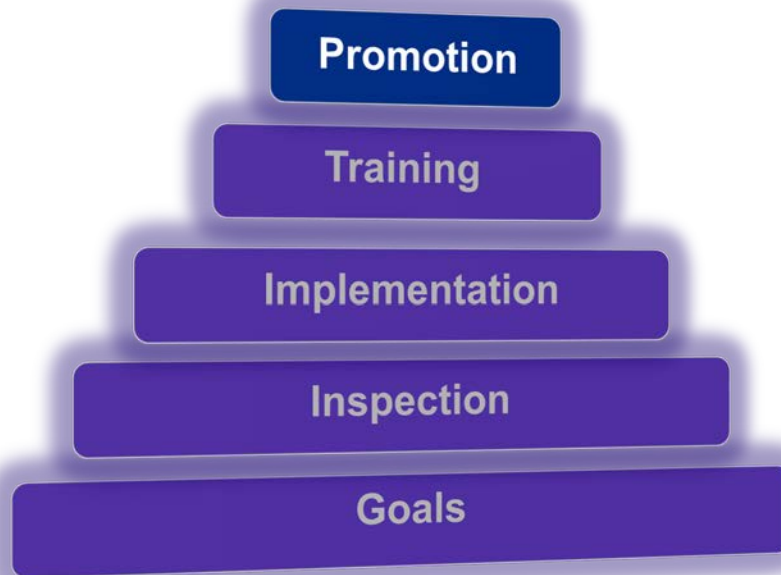 Promotion
Training
Implementation
Inspection
Goals